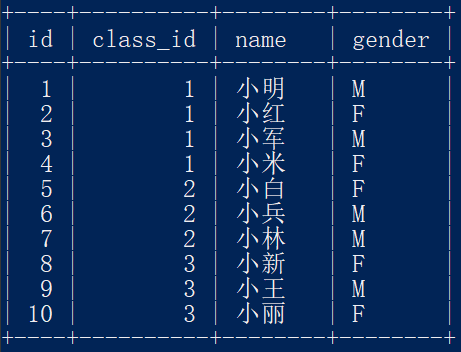 id class_id name gender
1 1 小明 M
2 1 小红 F
3 1 小军 M
4 1 小米 F
5 2 小白 F
6 2 小兵 M
7 2 小林 M
8 3 小新 F
9 3 小王 M
10 3 小丽 F